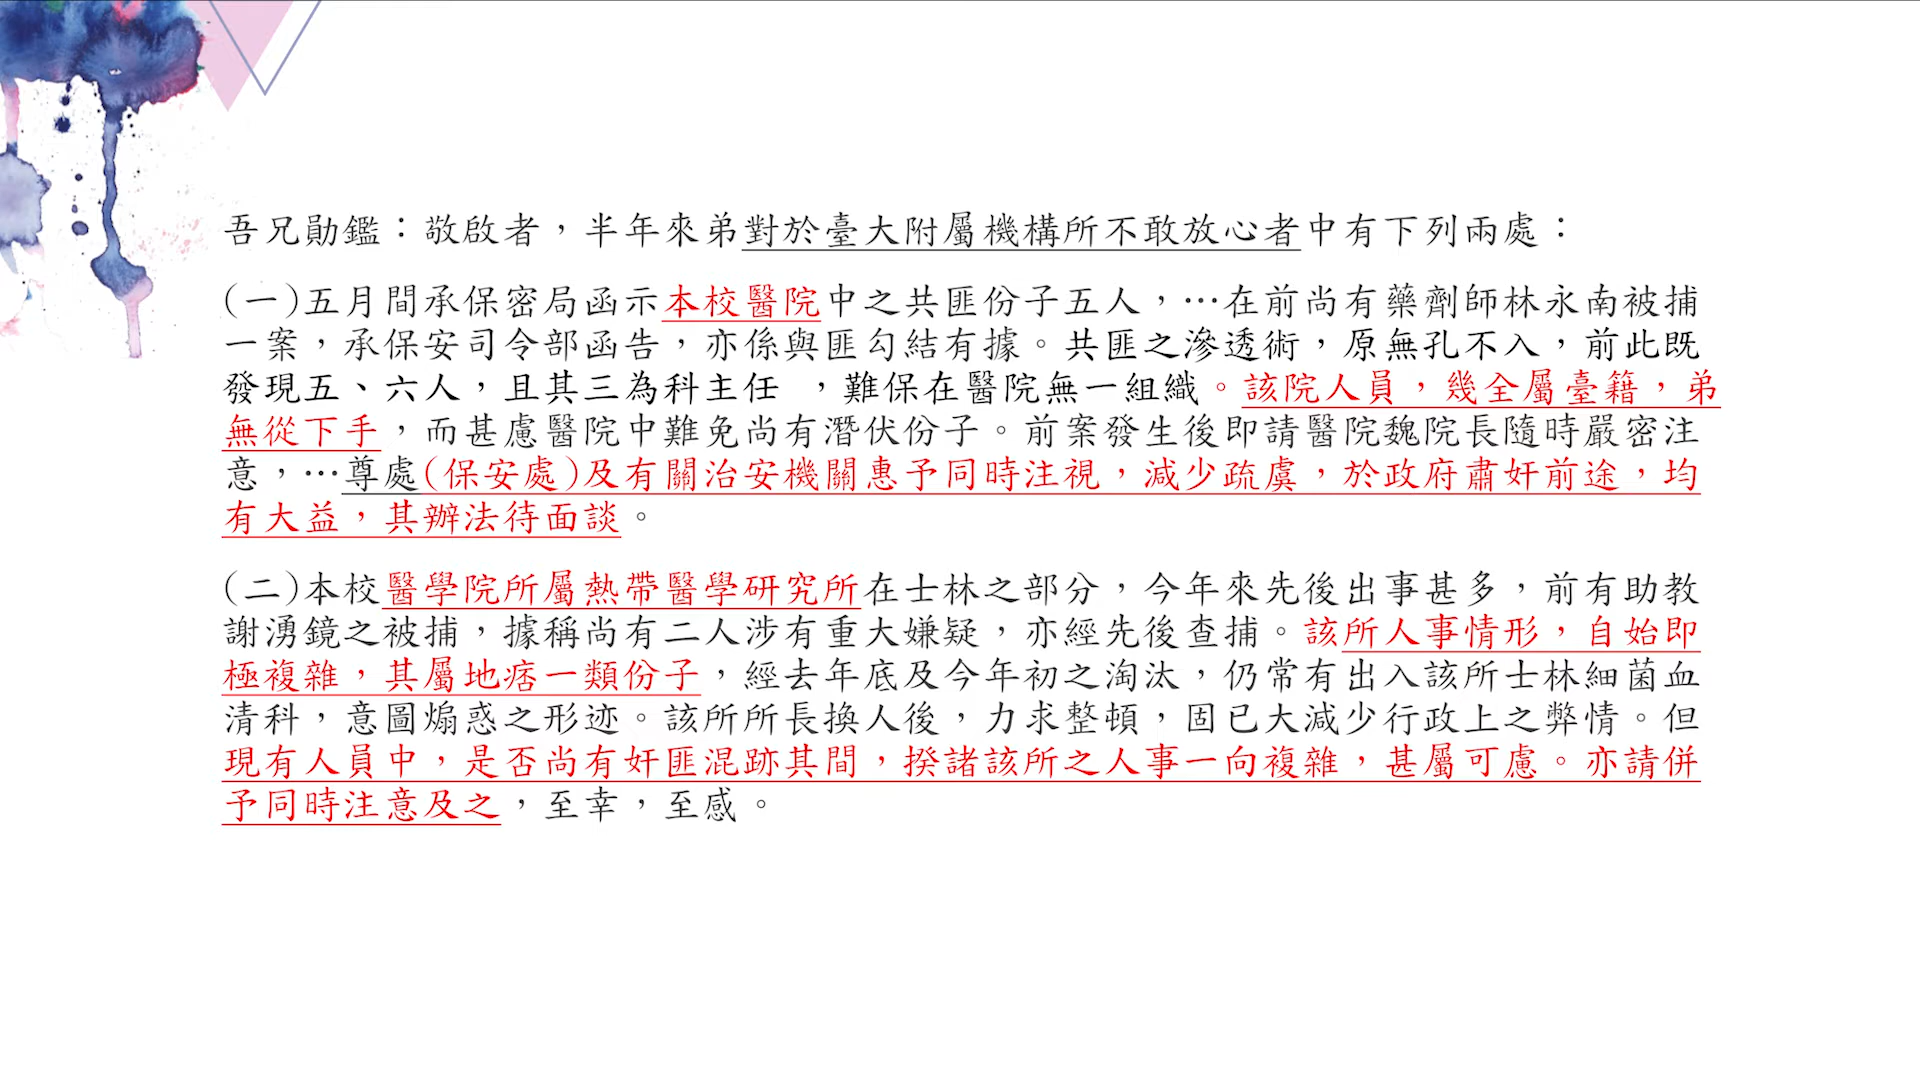 吾兄勛鑑：敬啟者，半年來弟對於臺大附屬機構所不敢放心者中有下列兩處：
(一)五月間承保密局函示本校醫院中之共匪份子五人，…在前尚有藥劑師林永南被捕
一案，承保安司令部函告，亦係與匪勾結有據。共匪之滲透術，原無孔不入，前此既
發現五、六人，且其三為科主任 ，難保在醫院無一組織。該院人員，幾全屬臺籍，弟
無從下手，而甚慮醫院中難免尚有潛伏份子。前案發生後即請醫院魏院長隨時嚴密注
意，…尊處(保安處)及有關治安機關惠予同時注視，減少疏虞，於政府肅奸前途，均
有大益，其辦法待面談。
(二)本校醫學院所屬熱帶醫學研究所在士林之部分，今年來先後出事甚多，前有助教
謝湧鏡之被捕，據稱尚有二人涉有重大嫌疑，亦經先後查捕。該所人事情形，自始即
極複雜，其屬地痞一類份子，經去年底及今年初之淘汰，仍常有出入該所士林細菌血
清科，意圖煽惑之形迹。該所所長換人後，力求整頓，固已大減少行政上之弊情。但
現有人員中，是否尚有奸匪混跡其間，揆諸該所之人事一向複雜，甚屬可慮。亦請併
予同時注意及之，至幸，至感。